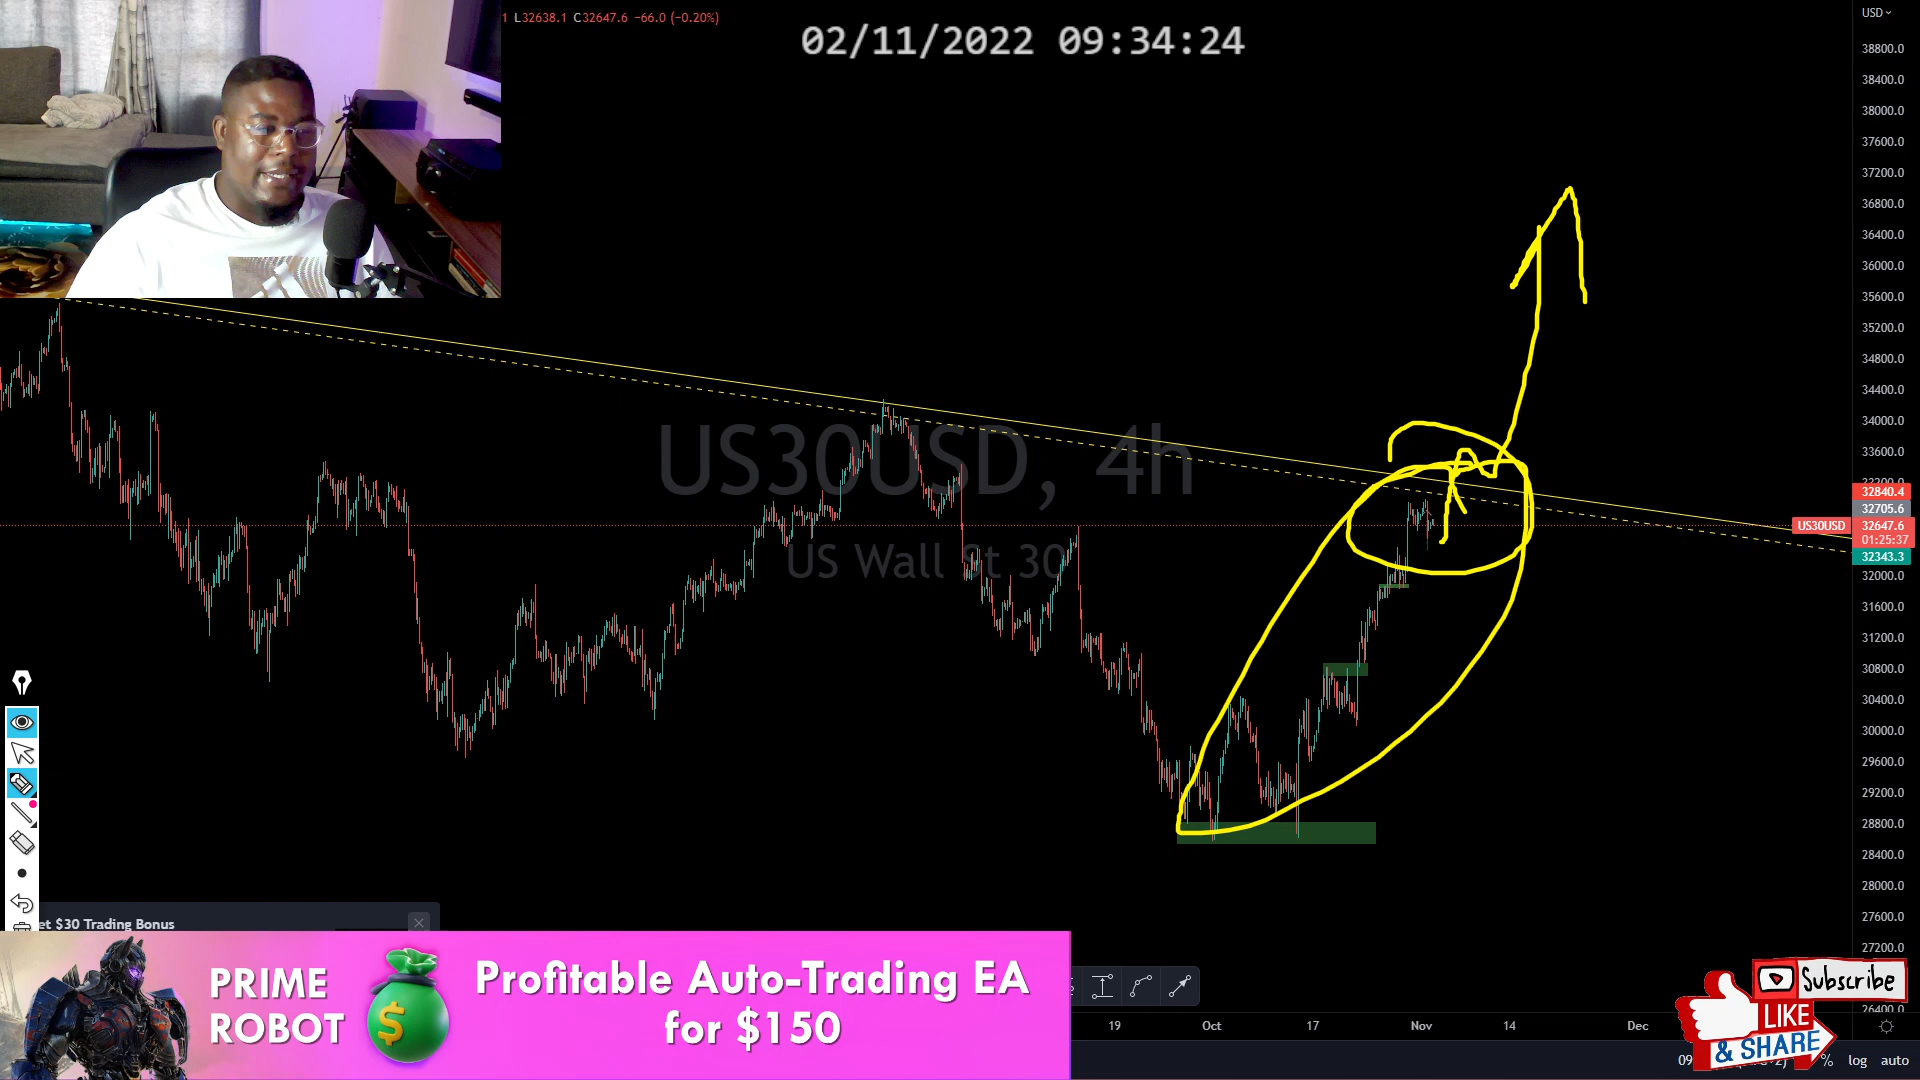 1 L32638.1 C32647.6 −66.0 (−0.20%)
02/11/2022 09:34:24
USD
38800.0
38400.0
38000.0
37600.0
37200.0
36800.0
36400.0
36000.0
35600.0
35200.0
34800.0
34400.0
34000.0
33600.0
32840.4
32705.6
US30USD 32647.6
01:25:37
32343.3
32000.0
31600.0
31200.0
30800.0
30400.0
30000.0
29600.0
29200.0
28800.0
28400.0
28000.0
27600.0
27200.0
26400.0
US30USD, 4h
US Wall St 30
et $30 Trading Bonus
PRIME
ROBOT
Profitable Auto-Trading EA
for $150
19 Oct 17 Nov 14 Dec
Subscribe
LIKE
& SHARE
09
% log auto